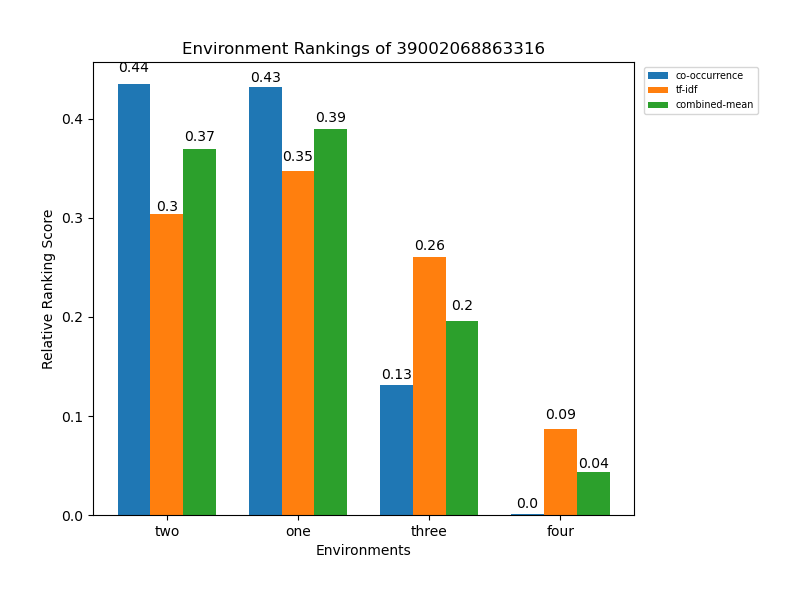 Environment Rankings of 39002068863316
co-occurrence
tf-idf
combined-mean
Relative Ranking Score
0.4
0.3
0.2
0.1
0.0
0.44
0.3
0.37
0.43
0.35
0.39
0.13
0.26
0.2
0.0
0.09
0.04
two
one
three
four
Environments